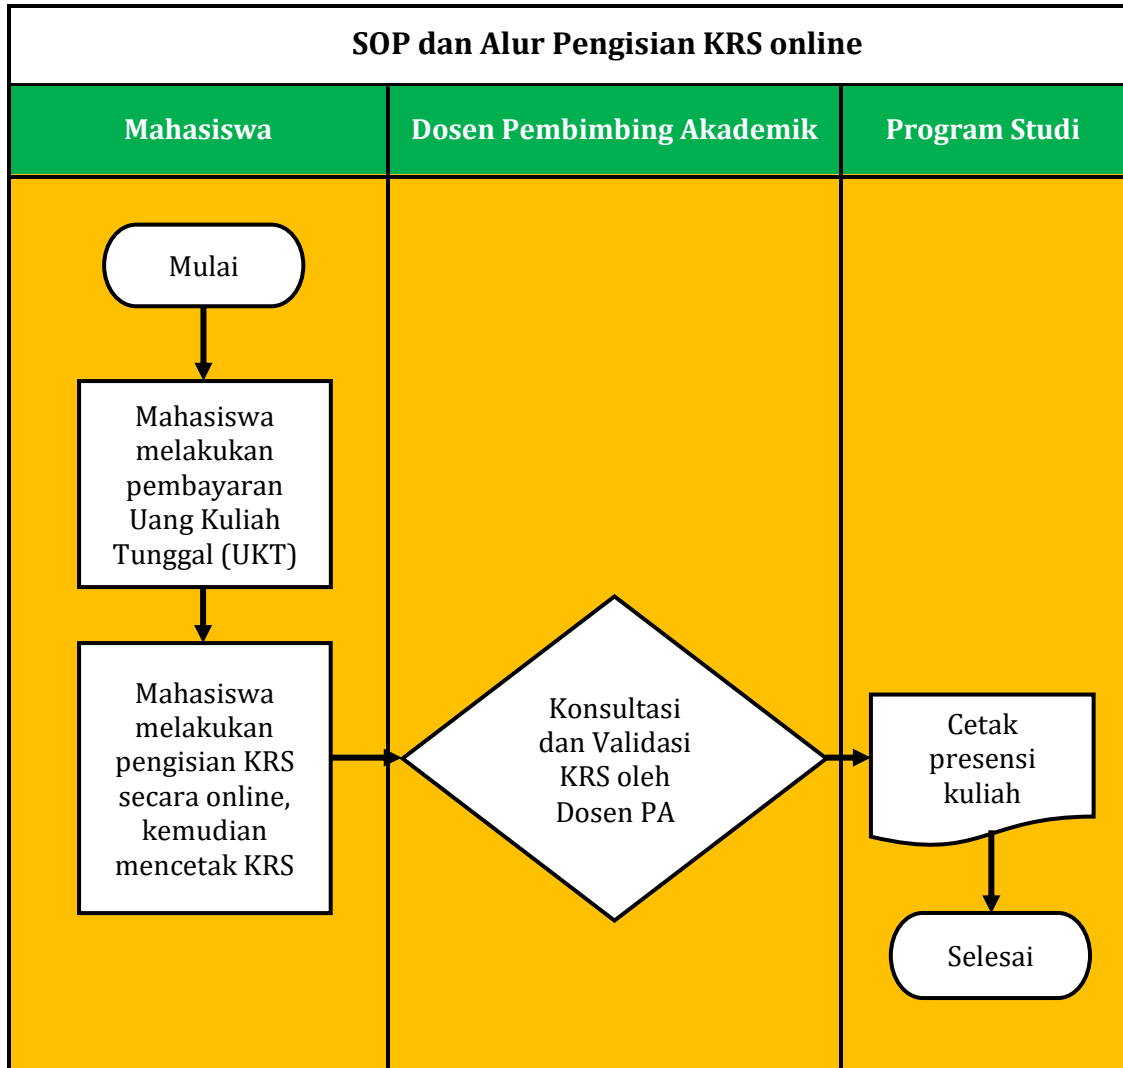 SOP dan Alur Pengisian KRS online
Mahasiswa
Dosen Pembimbing Akademik
Program Studi
Mulai
Mahasiswa
melakukan
pembayaran
Uang Kuliah
Tunggal (UKT)
Mahasiswa
melakukan
pengisian KRS
secara online,
kemudian
mencetak KRS
Konsultasi
dan Validasi
KRS oleh
Dosen PA
Cetak
presensi
kuliah
Selesai